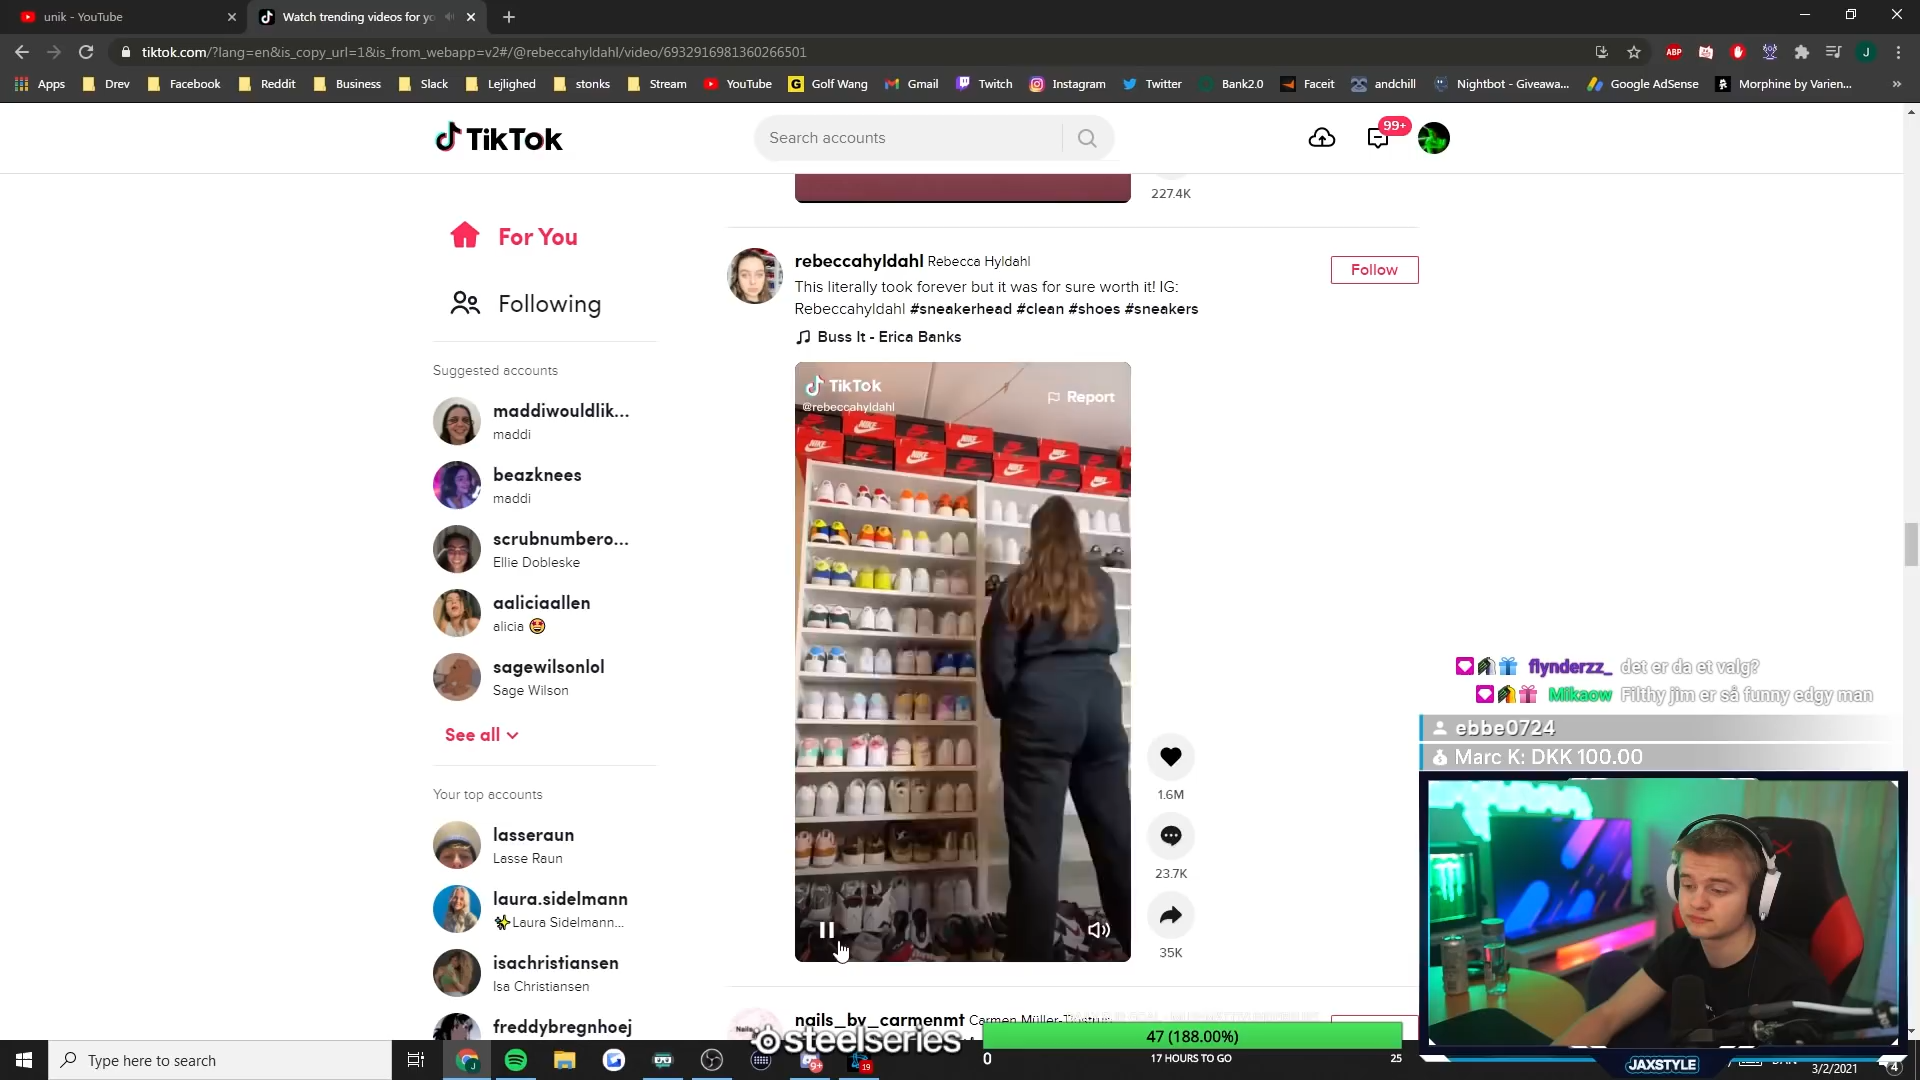 unik - YouTube
Watch trending videos for yo
tiktok.com/?lang=en&is_copy_url=1&is_from_webapp=v2#/@rebeccahyldahl/video/6932916981360266501
ABP
J
Apps Drev Facebook Reddit Business Slack Lejlighed stonks Stream YouTube Golf Wang Gmail Twitch Instagram Twitter Bank2.0 Faceit andchill Nightbot - Giveawa... Google AdSense Morphine by Varien...
TikTok
Search accounts
99+
227.4K
For You
Following
Suggested accounts
maddiwouldlik...
maddi
beazknees
maddi
scrubnumbero...
Ellie Dobleske
aaliciaallen
alicia 🤩
sagewilsonlol
Sage Wilson
See all
Your top accounts
lasseraun
Lasse Raun
laura.sidelmann
✨Laura Sidelmann...
isachristiansen
Isa Christiansen
freddybregnhoej
rebeccahyldahl Rebecca Hyldahl
Follow
This literally took forever but it was for sure worth it! IG:
Rebeccahyldahl #sneakerhead #clean #shoes #sneakers
Buss It - Erica Banks
TikTok
@rebeccahyldahl
Report
NIKE
NIKE
NIKE
1.6M
23.7K
35K
nails_by_carmenmt
flynderzz_ det er da et valg?
Mikaow Filthy jim er så funny edgy man
ebbe0724
Marc K: DKK 100.00
JAXSTYLE
steelseries
47 (188.00%)
0
17 HOURS TO GO
25
Type here to search
9+
19
3/2/2021
4